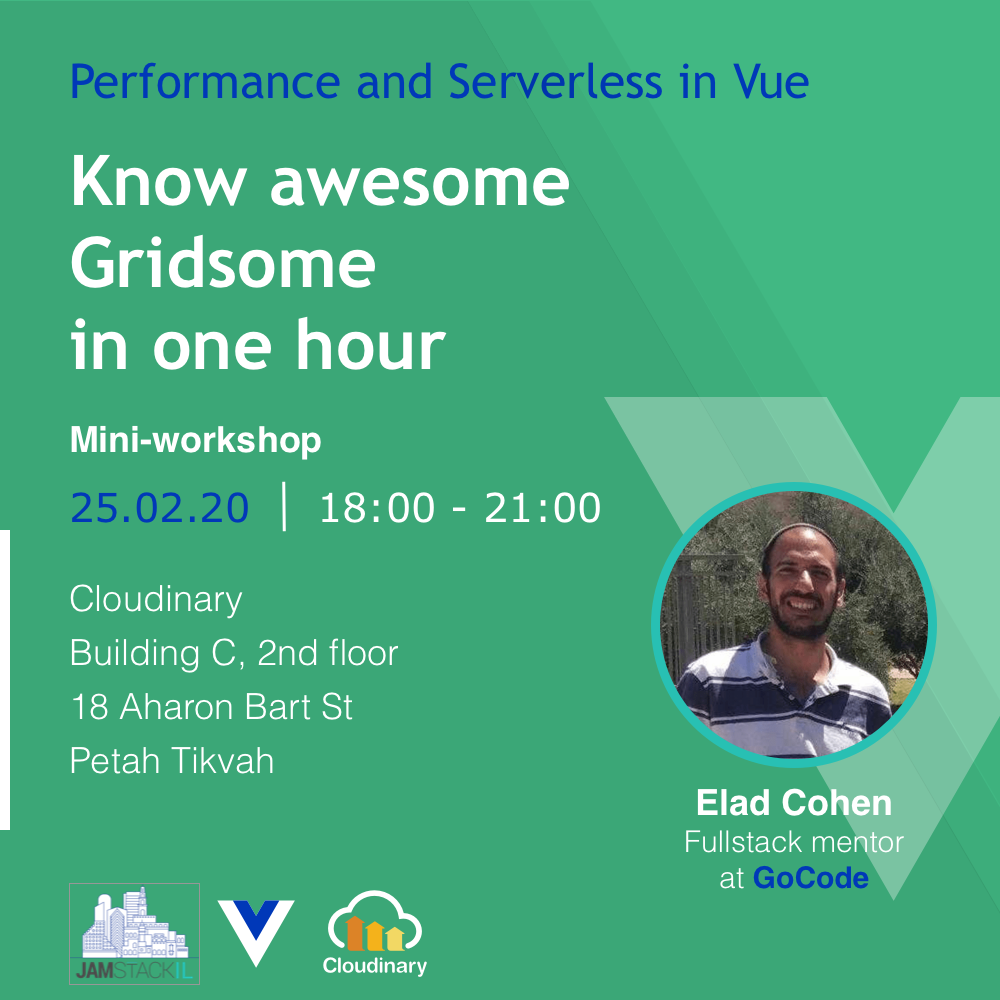 Performance and Serverless in Vue
Know awesome
Gridsome
in one hour
Mini-workshop
25.02.20 | 18:00 - 21:00
Cloudinary
Building C, 2nd floor
18 Aharon Bart St
Petah Tikvah
Elad Cohen
Fullstack mentor
at GoCode
JAMSTACKIL
Cloudinary